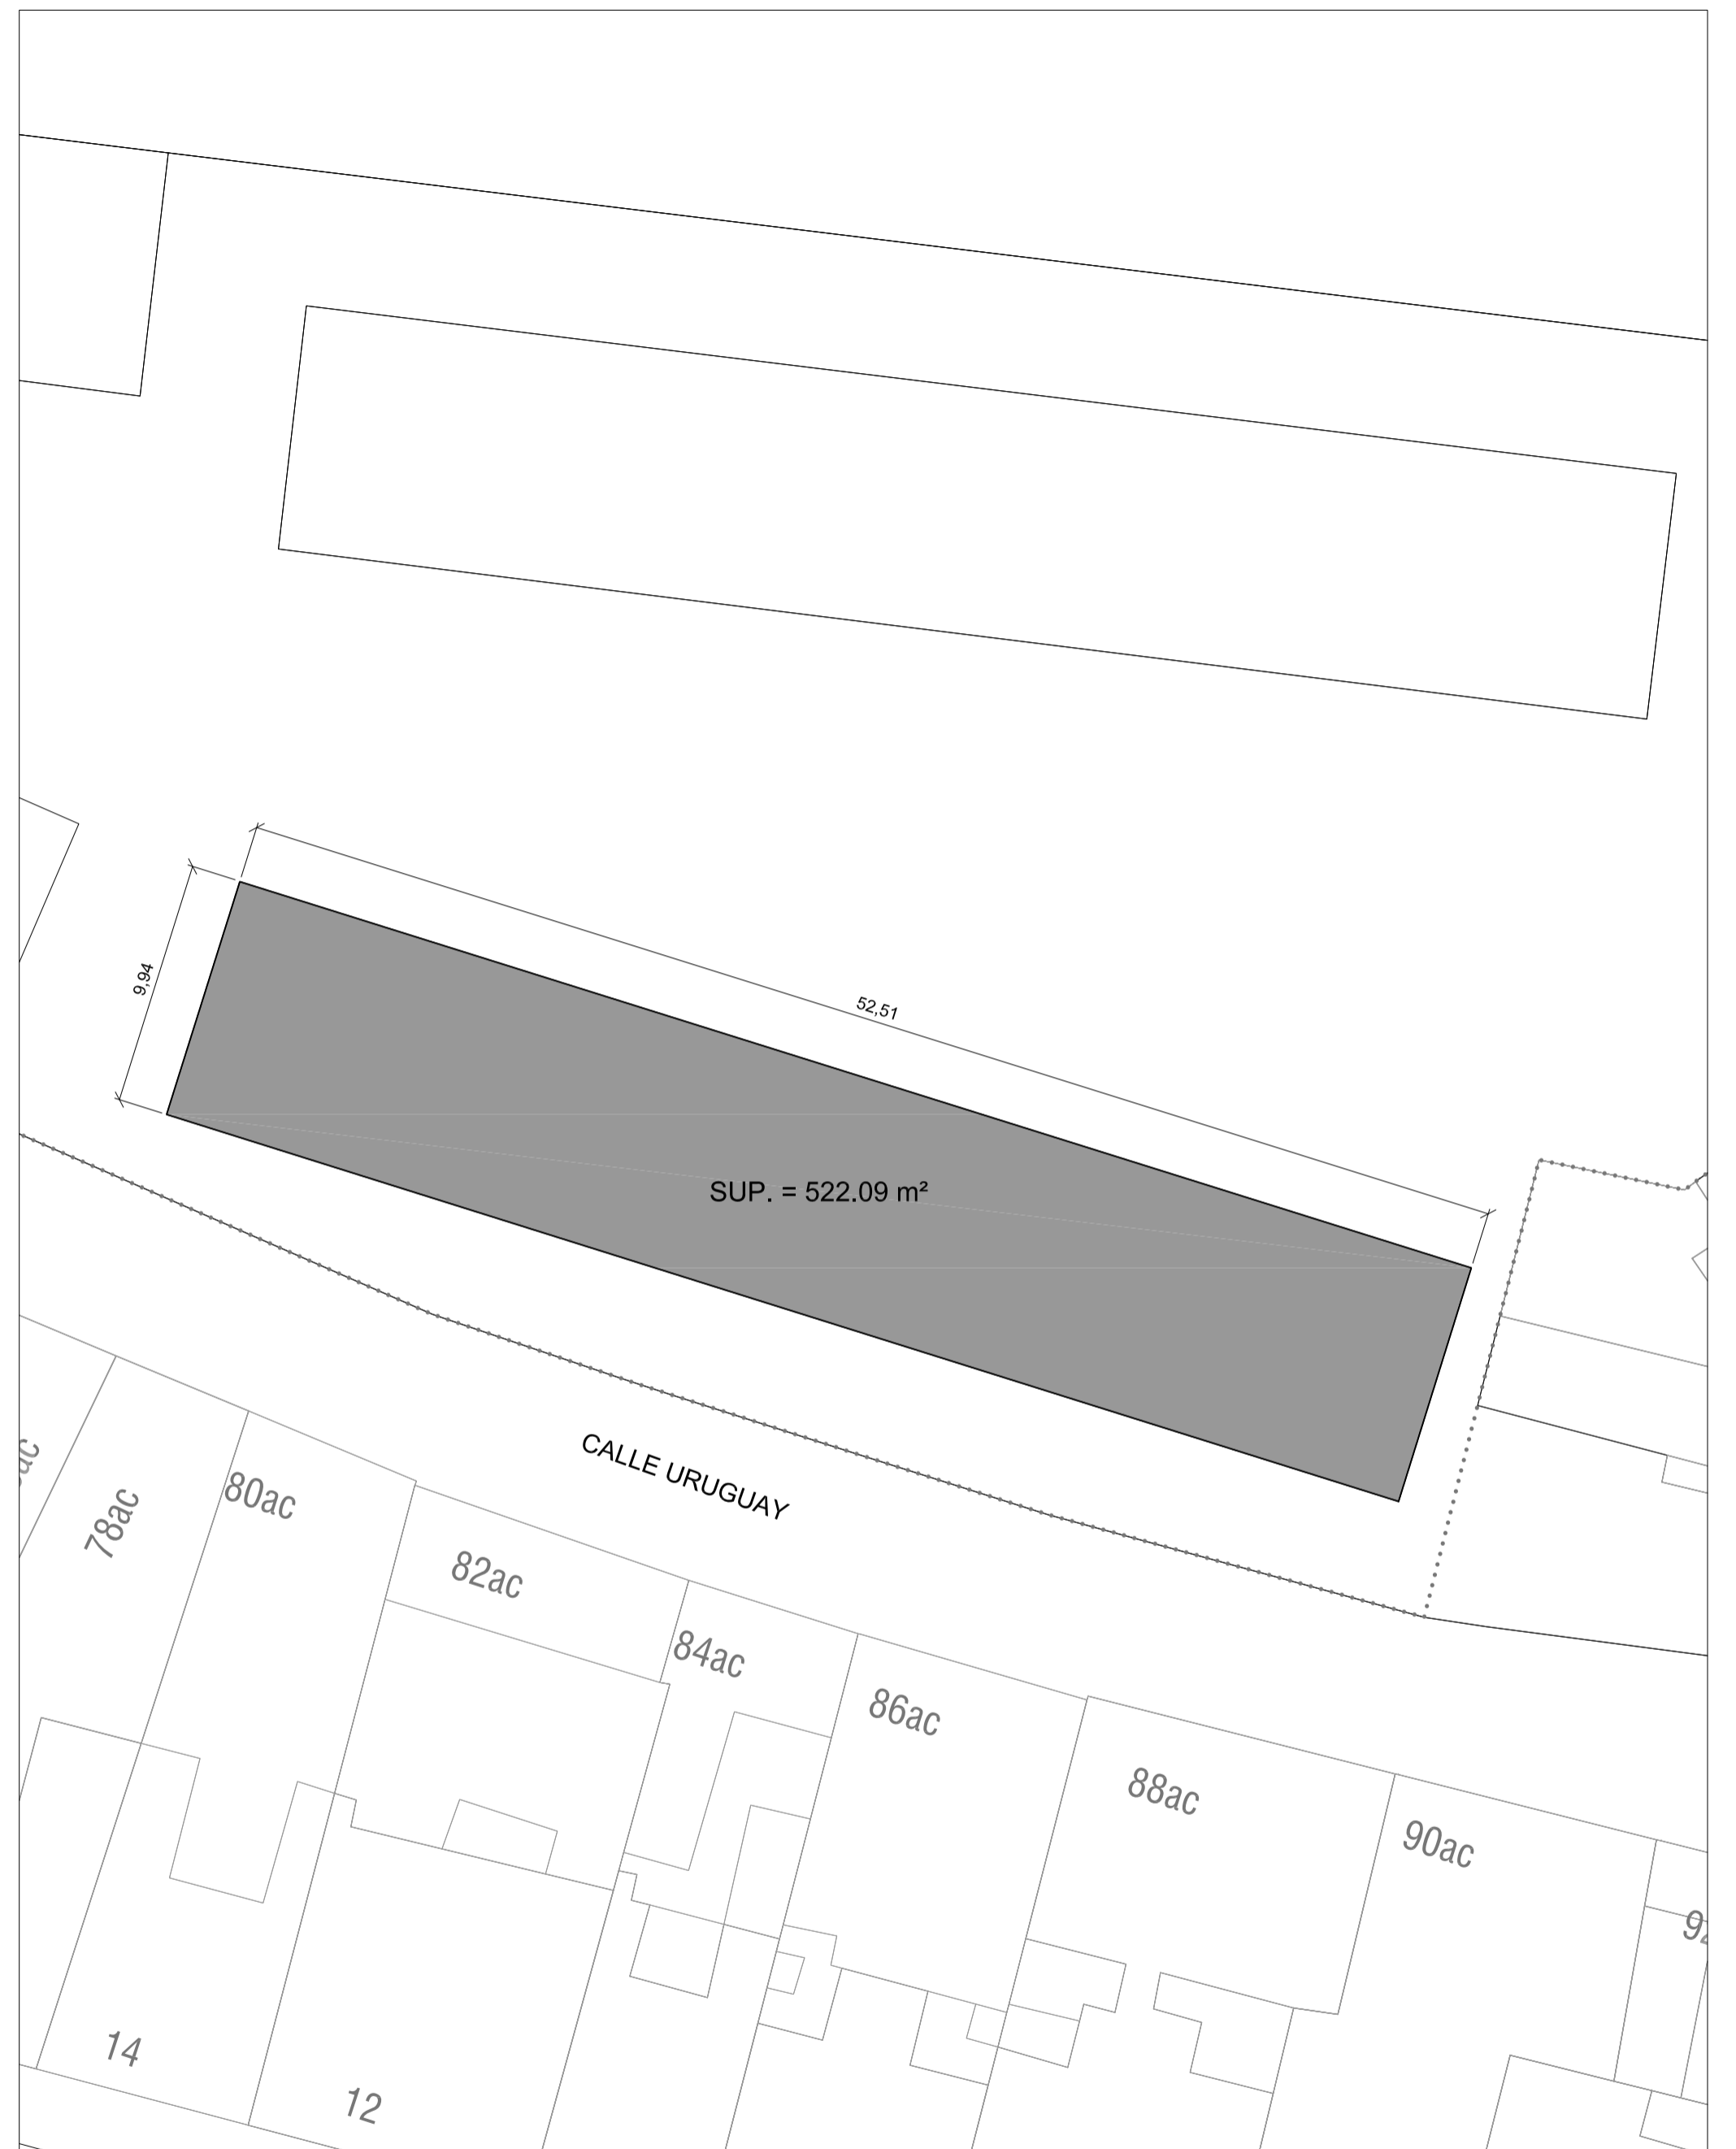 9,94
52,51
SUP. = 522.09 m²
CALLE URUGUAY
78ac
80ac
82ac
84ac
86ac
88ac
90ac
14
12